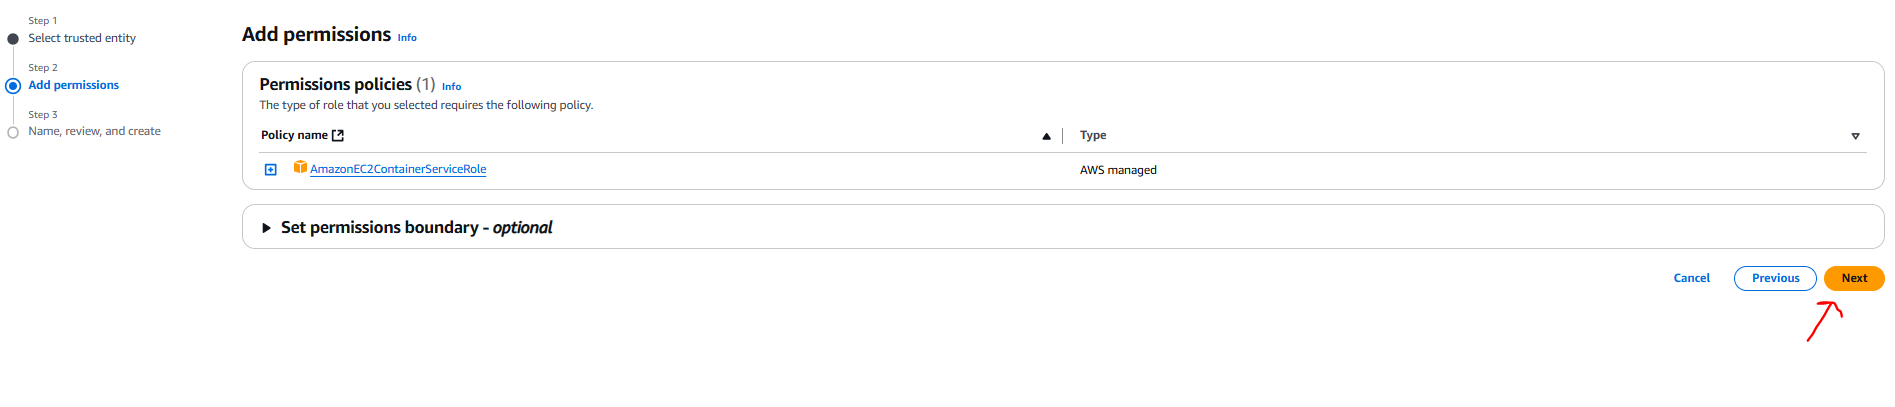 Step 1
Select trusted entity
Step 2
Add permissions
Step 3
Name, review, and create
Add permissions Info
Permissions policies (1) Info
The type of role that you selected requires the following policy.
Policy name Type
AmazonEC2ContainerServiceRole AWS managed
Set permissions boundary - optional
Cancel Previous Next